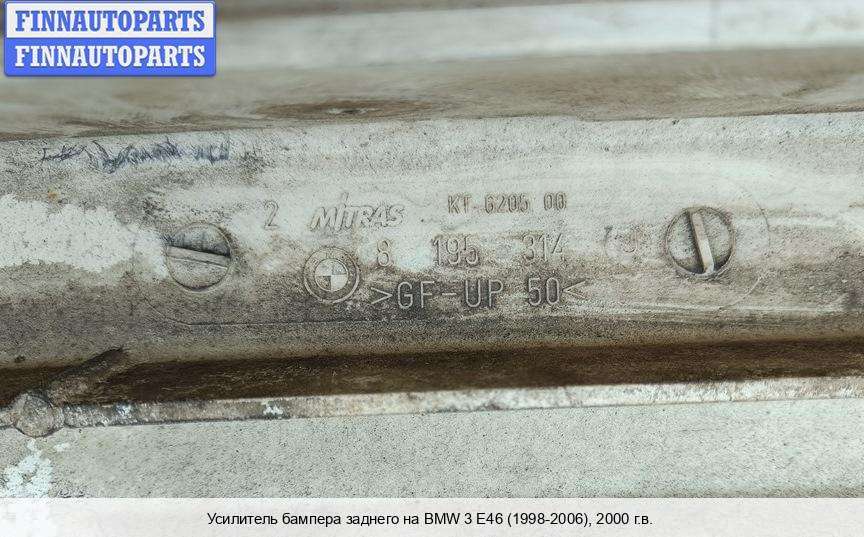 FINNAUTOPARTS
FINNAUTOPARTS
2 MITRAS KT 6205 00
8 195 314
>GF-UP 50<
Усилитель бампера заднего на BMW 3 E46 (1998-2006), 2000 г.в.